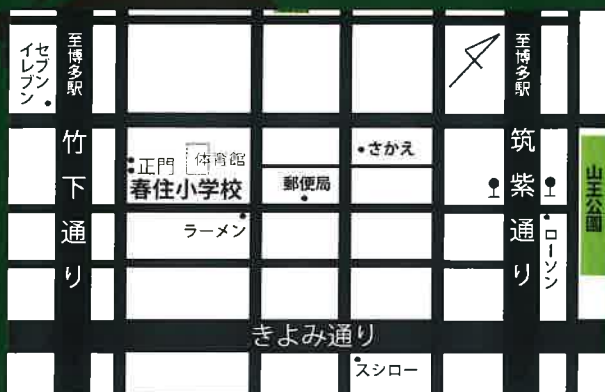 セブン
イレブン
至博多駅
竹下通り
正門
体育館
春住小学校
ラーメン
郵便局
さかえ
至博多駅
筑紫通り
ローソン
山王公園
きよみ通り
スシロー